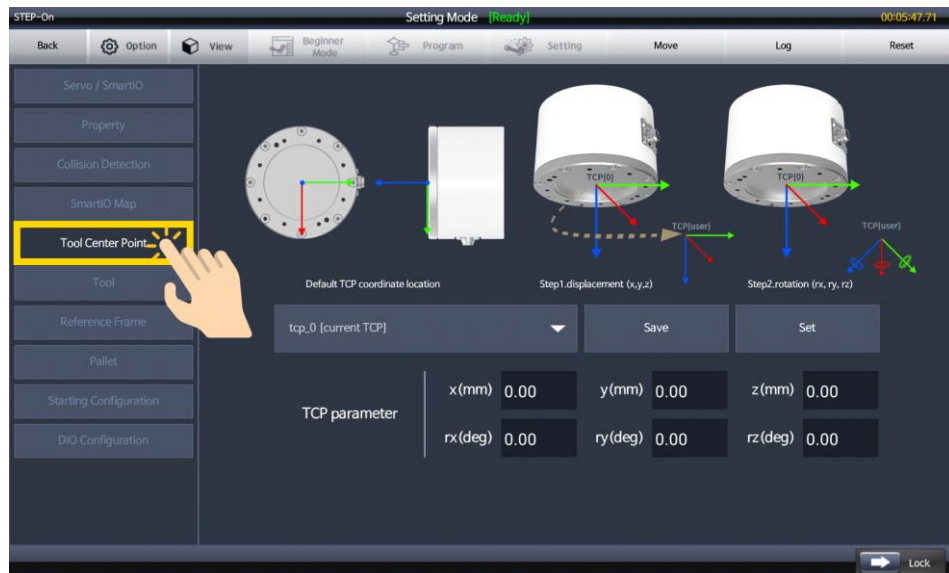 STEP-On
Setting Mode [Ready]
00:05:47.71
Back
Option
View
Beginner
Mode
Program
Setting
Move
Log
Reset
Servo / SmartIO
Property
Collision Detection
SmartIO Map
Tool Center Point
Tool
Reference Frame
Pallet
Starting Configuration
DIO Configuration
TCP{0}
TCP{user}
TCP{0}
TCP{user}
Default TCP coordinate location
Step1.displacement (x,y,z)
Step2.rotation (rx, ry, rz)
tcp_0 [current TCP]
Save
Set
TCP parameter
x(mm) 0.00 y(mm) 0.00 z(mm) 0.00
rx(deg) 0.00 ry(deg) 0.00 rz(deg) 0.00
Lock